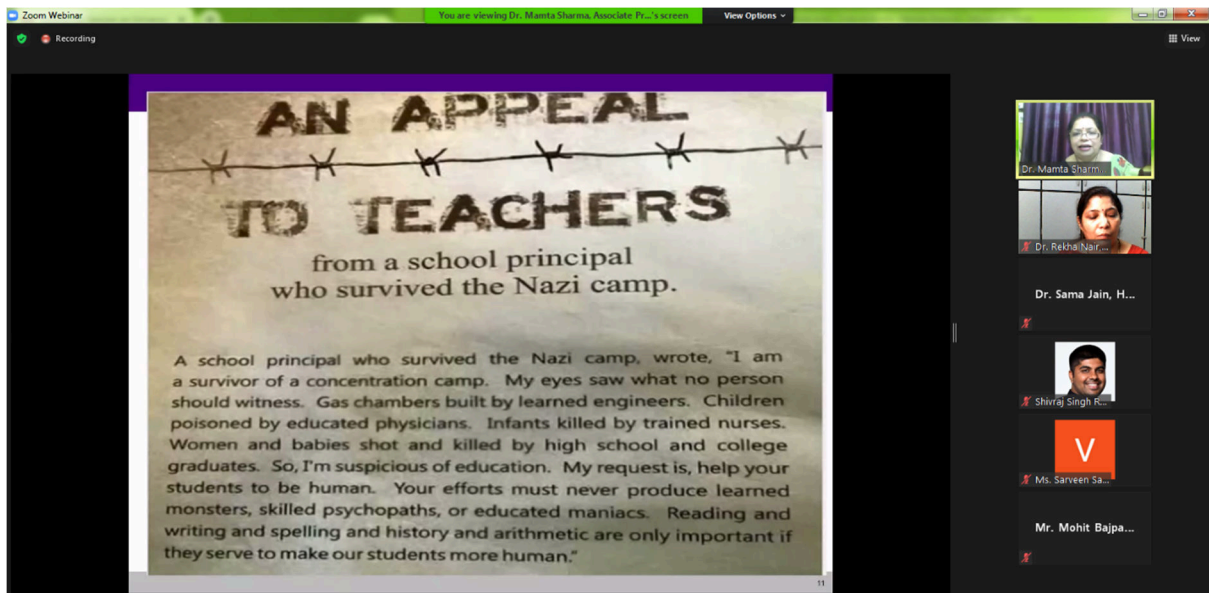 Zoom Webinar
You are viewing Dr. Mamta Sharma, Associate Pr...'s screen
View Options
Recording
View
AN APPEAL
TO TEACHERS
from a school principal
who survived the Nazi camp.
A school principal who survived the Nazi camp, wrote, "I am
a survivor of a concentration camp. My eyes saw what no person
should witness. Gas chambers built by learned engineers. Children
poisoned by educated physicians. Infants killed by trained nurses.
Women and babies shot and killed by high school and college
graduates. So, I'm suspicious of education. My request is, help your
students to be human. Your efforts must never produce learned
monsters, skilled psychopaths, or educated maniacs. Reading and
writing and spelling and history and arithmetic are only important if
they serve to make our students more human."
11
Dr. Mamta Sharm...
Dr. Rekha Nair,...
Dr. Sama Jain, H...
Shivraj Singh R...
V
Ms. Sarveen Sa...
Mr. Mohit Bajpa...